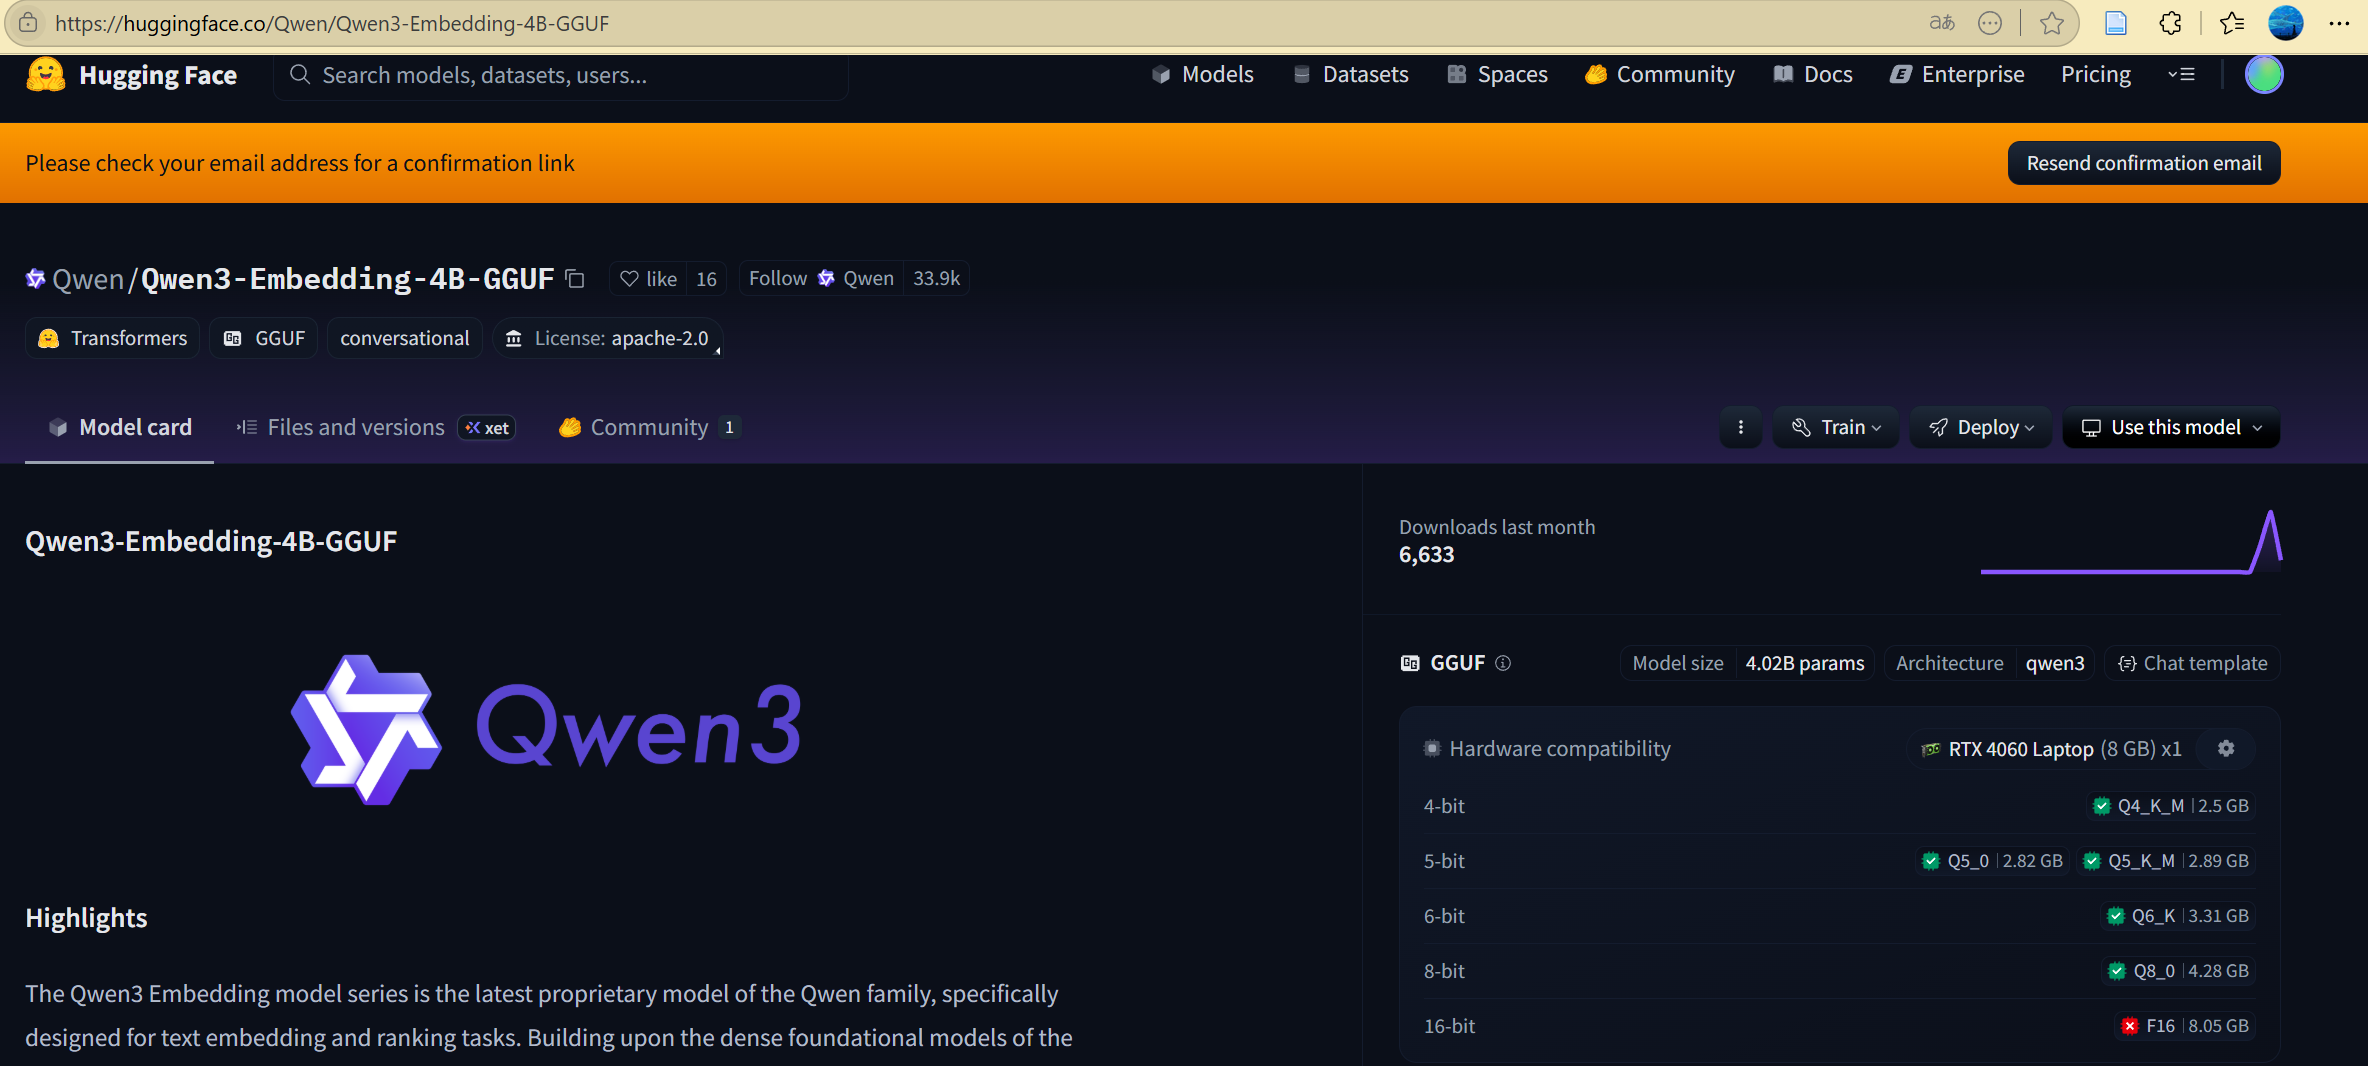 https://huggingface.co/Qwen/Qwen3-Embedding-4B-GGUF
aあ
Hugging Face
Search models, datasets, users...
Models
Datasets
Spaces
Community
Docs
Enterprise
Pricing
Please check your email address for a confirmation link
Resend confirmation email
Qwen/Qwen3-Embedding-4B-GGUF
like 16
Follow Qwen 33.9k
Transformers
GGUF
conversational
License: apache-2.0
Model card
Files and versions xet
Community 1
Train
Deploy
Use this model
Qwen3-Embedding-4B-GGUF
Qwen3
Highlights
The Qwen3 Embedding model series is the latest proprietary model of the Qwen family, specifically
designed for text embedding and ranking tasks. Building upon the dense foundational models of the
Downloads last month
6,633
GGUF
Model size 4.02B params
Architecture qwen3
Chat template
Hardware compatibility
RTX 4060 Laptop (8 GB) x1
4-bit
Q4_K_M 2.5 GB
5-bit
Q5_0 2.82 GB
Q5_K_M 2.89 GB
6-bit
Q6_K 3.31 GB
8-bit
Q8_0 4.28 GB
16-bit
F16 8.05 GB